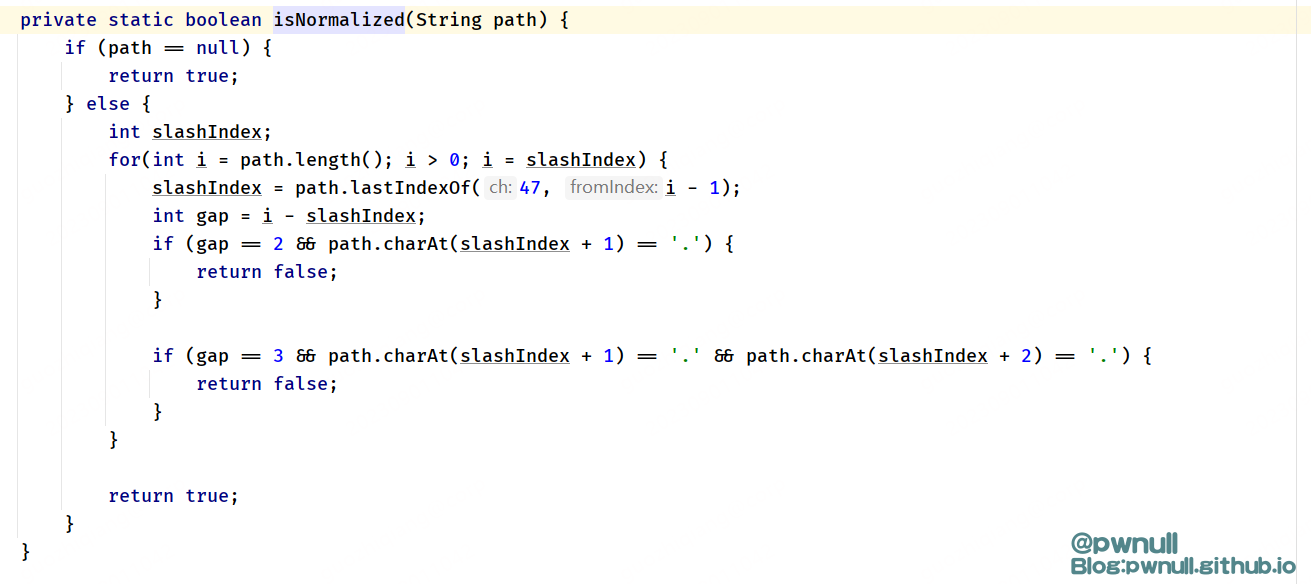 private static boolean isNormalized(String path) {
    if (path == null) {
        return true;
    } else {
        int slashIndex;
        for(int i = path.length(); i > 0; i = slashIndex) {
            slashIndex = path.lastIndexOf( ch: 47, fromIndex: i - 1);
            int gap = i - slashIndex;
            if (gap == 2 && path.charAt(slashIndex + 1) == '.') {
                return false;
            }

            if (gap == 3 && path.charAt(slashIndex + 1) == '.' && path.charAt(slashIndex + 2) == '.') {
                return false;
            }
        }

        return true;
    }
}
@pwnull
Blog:pwnull.github.io